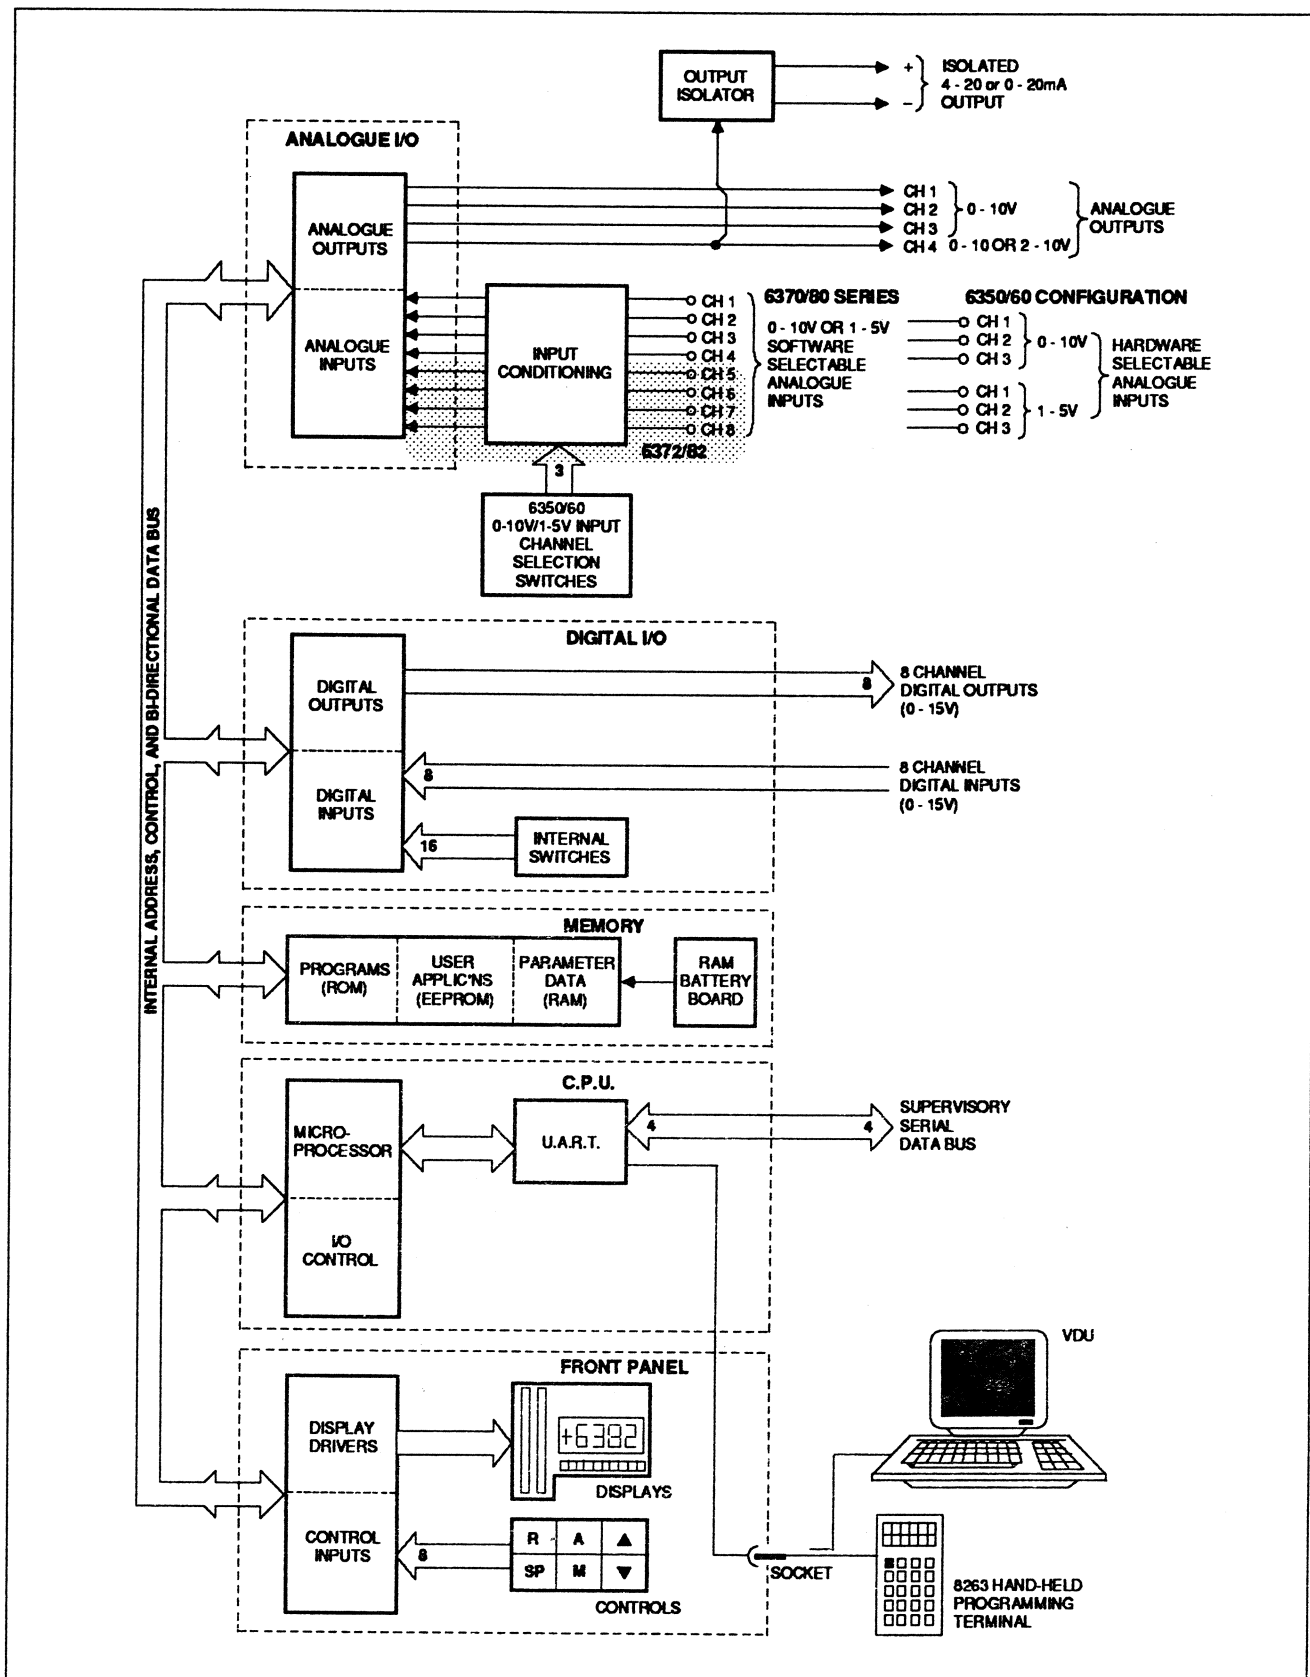 OUTPUT
ISOLATOR
+
−
ISOLATED
4 - 20 or 0 - 20mA
OUTPUT
ANALOGUE I/O
ANALOGUE
OUTPUTS
CH 1
CH 2
CH 3
0 - 10V
CH 4 0 - 10 OR 2 - 10V
ANALOGUE
OUTPUTS
ANALOGUE
INPUTS
INPUT
CONDITIONING
CH 1
CH 2
CH 3
CH 4
CH 5
CH 6
CH 7
CH 8
6372/82
6370/80 SERIES
0 - 10V OR 1 - 5V
SOFTWARE
SELECTABLE
ANALOGUE
INPUTS
6350/60 CONFIGURATION
CH 1
CH 2
CH 3
0 - 10V
CH 1
CH 2
CH 3
1 - 5V
HARDWARE
SELECTABLE
ANALOGUE
INPUTS
3
6350/60
0-10V/1-5V INPUT
CHANNEL
SELECTION
SWITCHES
INTERNAL ADDRESS, CONTROL, AND BI-DIRECTIONAL DATA BUS
DIGITAL I/O
DIGITAL
OUTPUTS
8
8 CHANNEL
DIGITAL OUTPUTS
(0 - 15V)
DIGITAL
INPUTS
8
8 CHANNEL
DIGITAL INPUTS
(0 - 15V)
16
INTERNAL
SWITCHES
MEMORY
PROGRAMS
(ROM)
USER
APPLIC'NS
(EEPROM)
PARAMETER
DATA
(RAM)
RAM
BATTERY
BOARD
C.P.U.
MICRO-
PROCESSOR
U.A.R.T.
4
4
SUPERVISORY
SERIAL
DATA BUS
I/O
CONTROL
FRONT PANEL
DISPLAY
DRIVERS
+6382
DISPLAYS
CONTROL
INPUTS
8
R A ▲
SP M ▼
CONTROLS
VDU
SOCKET
8263 HAND-HELD
PROGRAMMING
TERMINAL